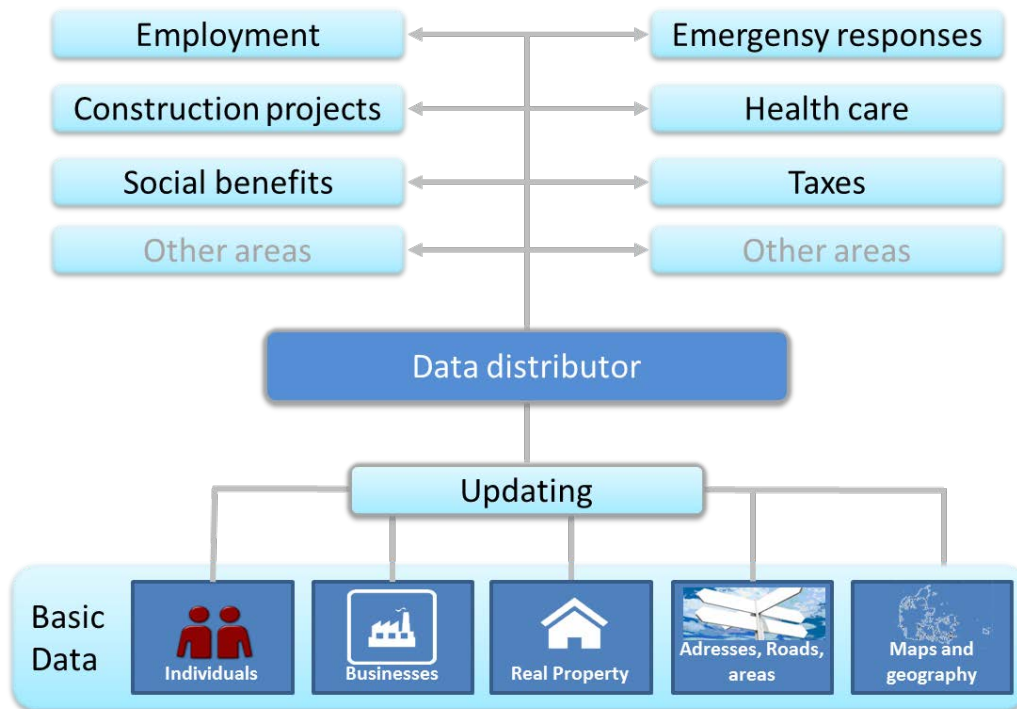 Employment
Emergensy responses
Construction projects
Health care
Social benefits
Taxes
Other areas
Other areas
Data distributor
Updating
Basic
Data
Individuals
Businesses
Real Property
Adresses, Roads,
areas
Maps and
geography